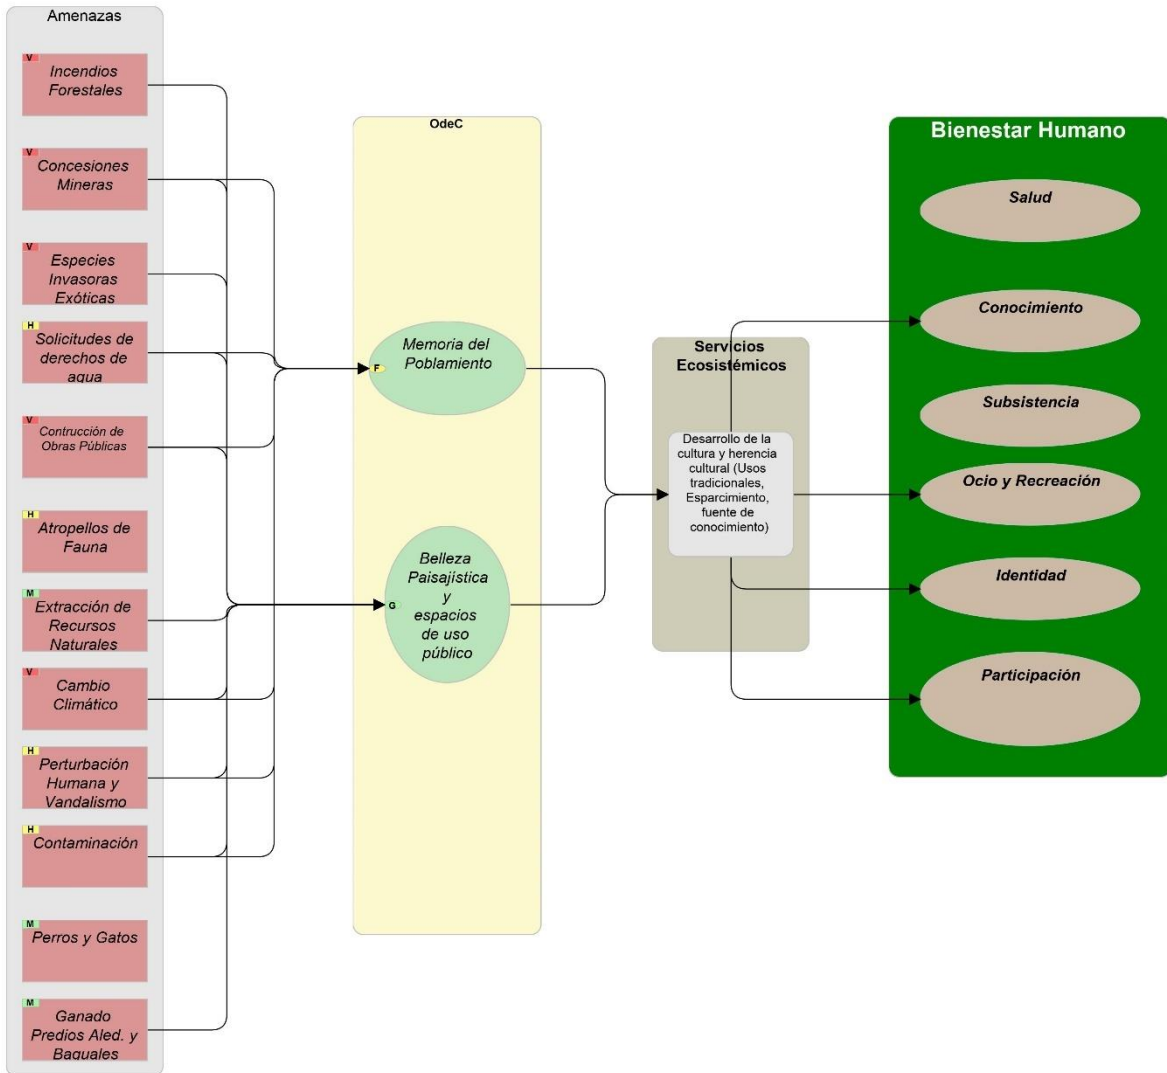 Amenazas
V
Incendios
Forestales
V
Concesiones
Mineras
V
Especies
Invasoras
Exóticas
H
Solicitudes de
derechos de
agua
V
Contrucción de
Obras Públicas
H
Atropellos de
Fauna
M
Extracción de
Recursos
Naturales
V
Cambio
Climático
H
Perturbación
Humana y
Vandalismo
H
Contaminación
M
Perros y Gatos
M
Ganado
Predios Aled. y
Baguales
OdeC
Memoria del
Poblamiento
F
Belleza
Paisajística
y
espacios
de uso
público
G
Servicios
Ecosistémicos
Desarrollo de la
cultura y herencia
cultural (Usos
tradicionales,
Esparcimiento,
fuente de
conocimiento)
Bienestar Humano
Salud
Conocimiento
Subsistencia
Ocio y Recreación
Identidad
Participación